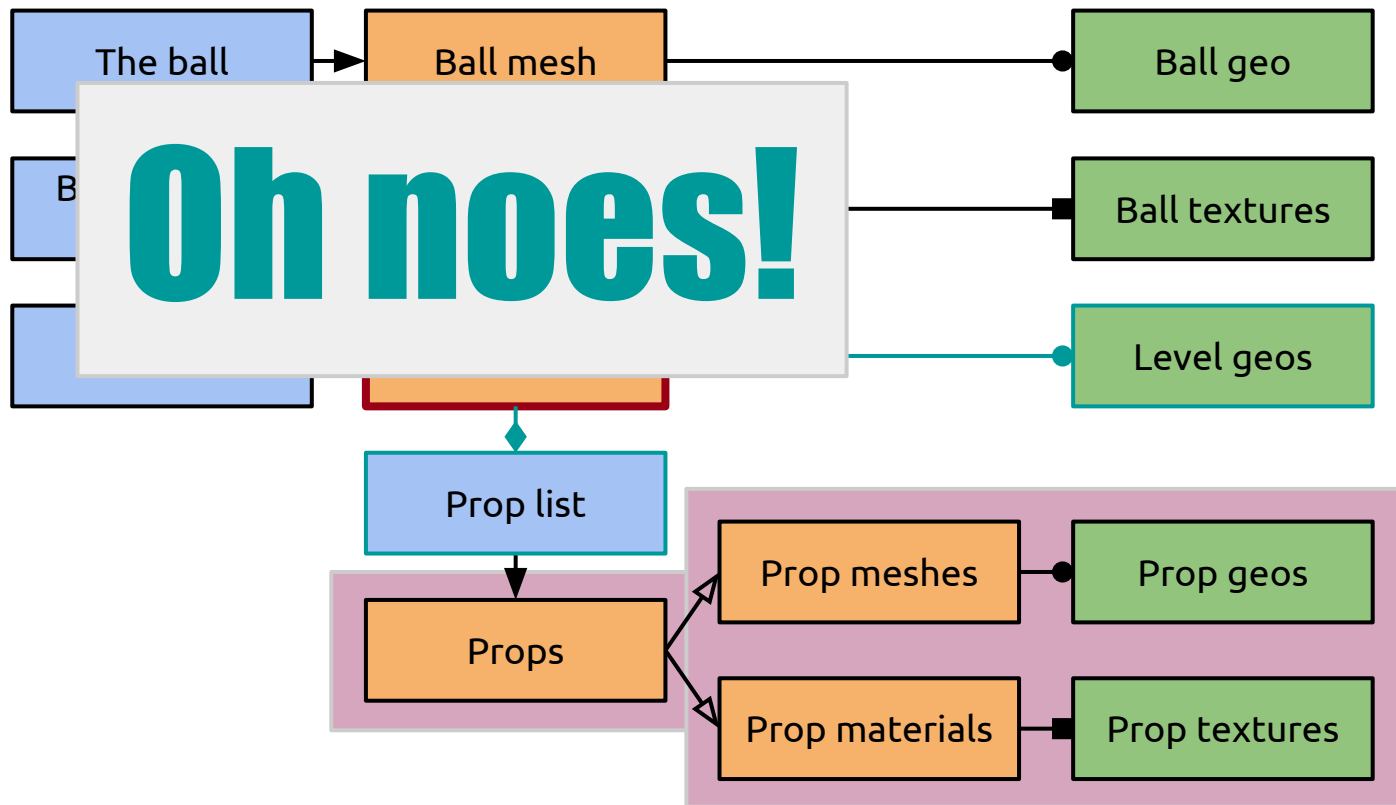 The ball
Ball mesh
Ball geo
Oh noes!
Ball textures
Level geos
Prop list
Prop meshes
Prop geos
Props
Prop materials
Prop textures